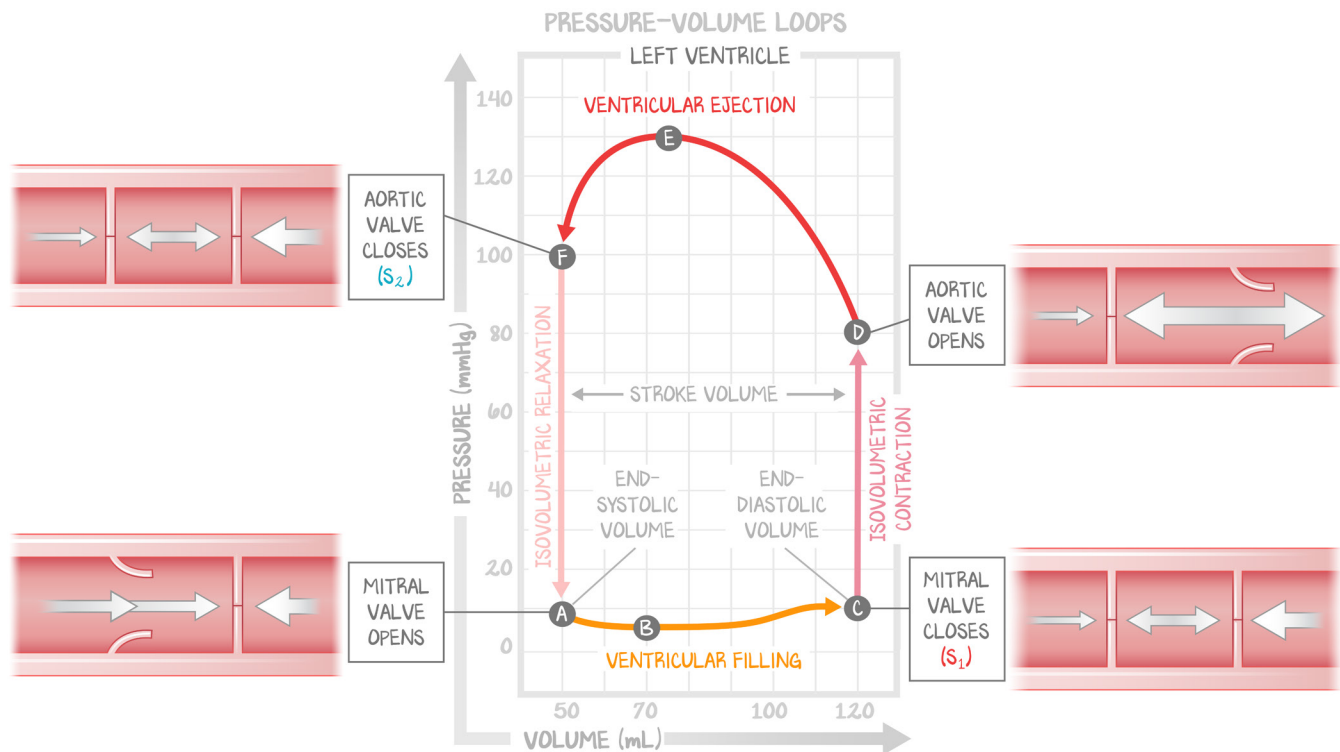 PRESSURE-VOLUME LOOPS
LEFT VENTRICLE
VENTRICULAR EJECTION
140
120
100
80
60
40
20
0
PRESSURE (mmHg)
E
F
D
A
B
C
AORTIC
VALVE
CLOSES
(S₂)
AORTIC
VALVE
OPENS
ISOVOLUMETRIC RELAXATION
STROKE VOLUME
ISOVOLUMETRIC
CONTRACTION
END-
SYSTOLIC
VOLUME
END-
DIASTOLIC
VOLUME
MITRAL
VALVE
OPENS
MITRAL
VALVE
CLOSES
(S₁)
VENTRICULAR FILLING
50
70
100
120
VOLUME (mL)